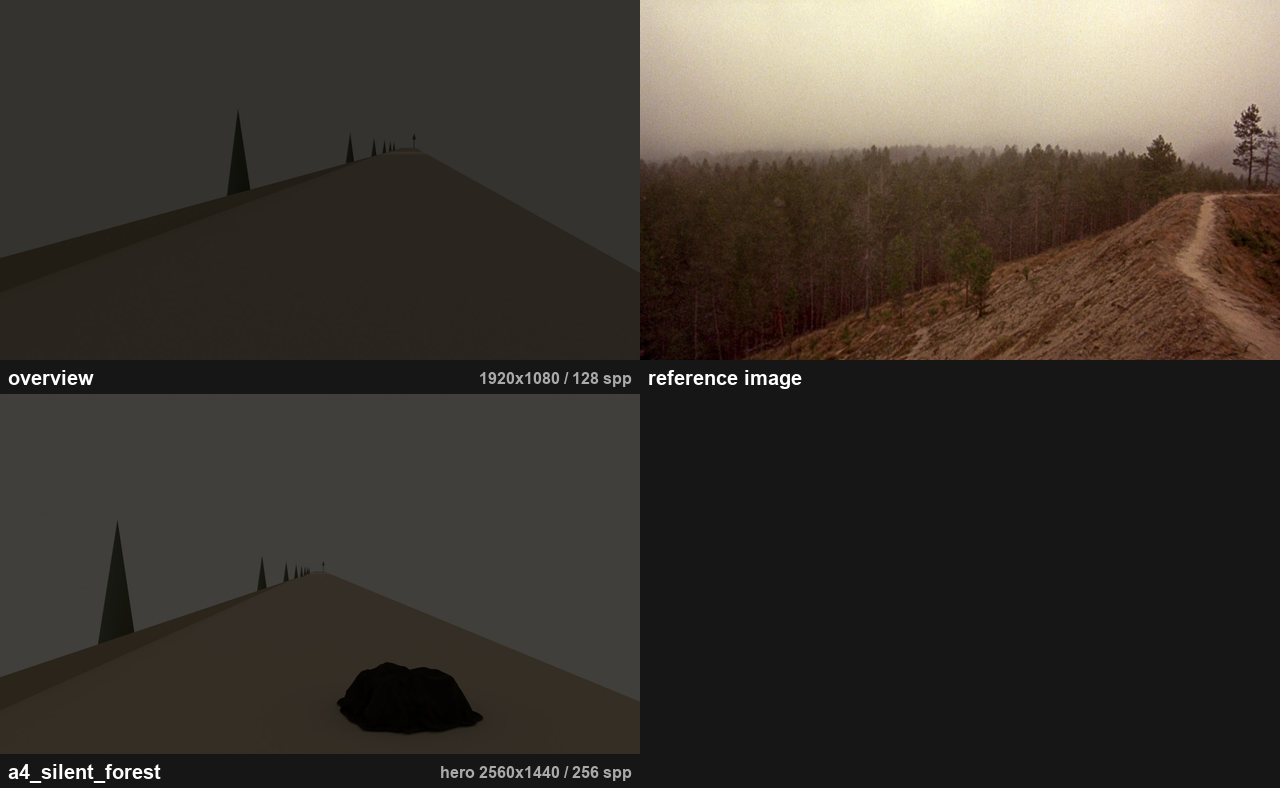 overview
1920x1080 / 128 spp
reference image
a4_silent_forest
hero 2560x1440 / 256 spp